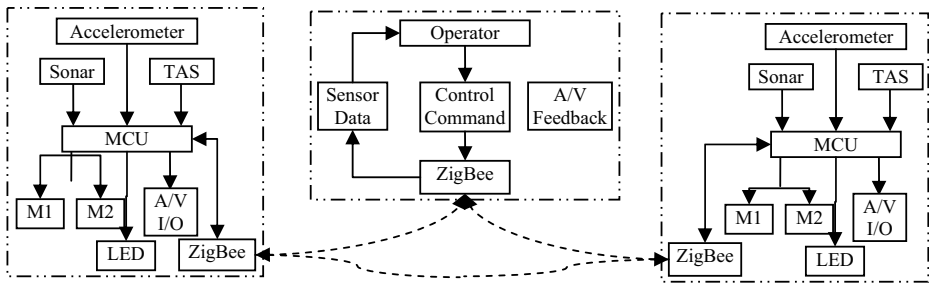 Accelerometer
Sonar
TAS
MCU
M1
M2
A/V
I/O
LED
ZigBee
Operator
Sensor
Data
Control
Command
A/V
Feedback
ZigBee
Accelerometer
Sonar
TAS
MCU
M1
M2
A/V
I/O
ZigBee
LED